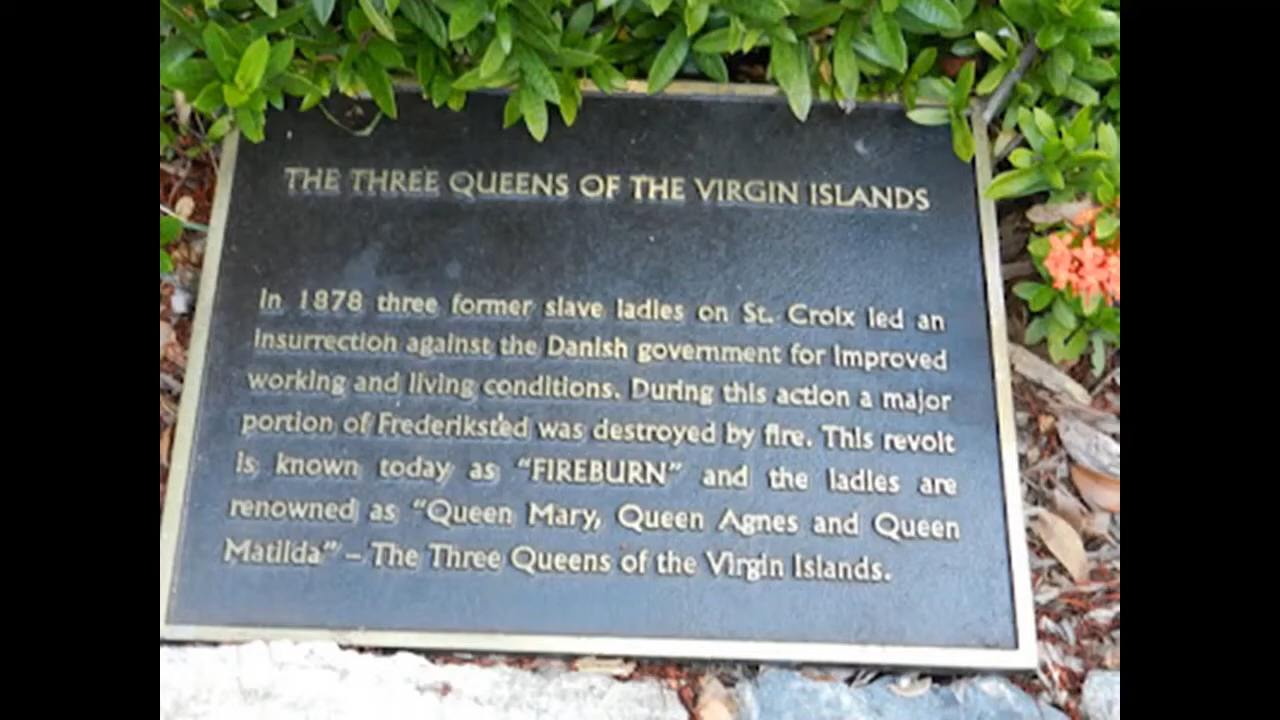 THE THREE QUEENS OF THE VIRGIN ISLANDS
In 1878 three former slave ladies on St. Croix led an
insurrection against the Danish government for improved
working and living conditions. During this action a major
portion of Frederiksted was destroyed by fire. This revolt
is known today as “FIREBURN” and the ladies are
renowned as “Queen Mary, Queen Agnes and Queen
Matilda” – The Three Queens of the Virgin Islands.